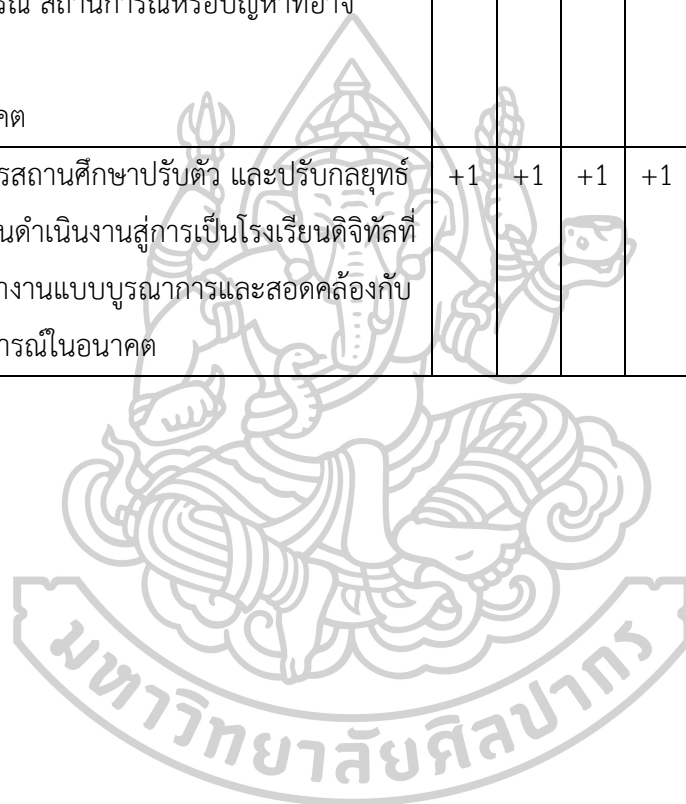 สถานการณ์หรือปัญหาที่อาจ
คต
รสถานศึกษาปรับตัว และปรับกลยุทธ์ +1 +1 +1 +1
นดำเนินงานสู่การเป็นโรงเรียนดิจิทัลที่
างานแบบบูรณาการและสอดคล้องกับ
ารณ์ในอนาคต
มหาวิทยาลัยศิลปากร